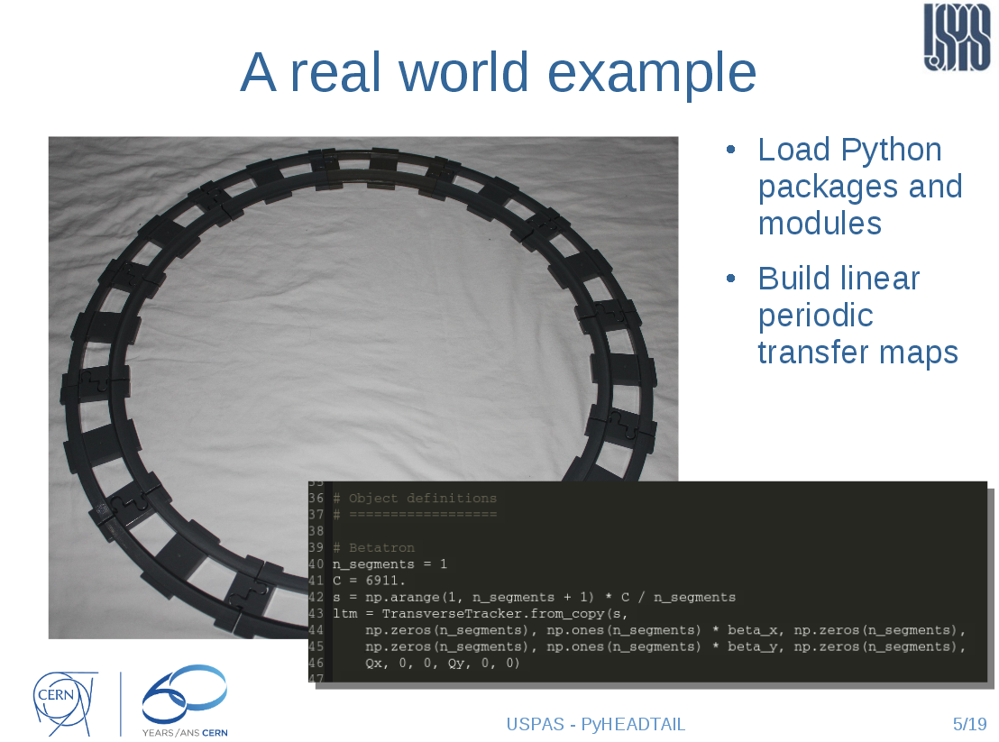 USPAS
A real world example
• Load Python
packages and
modules
• Build linear
periodic
transfer maps
35
36 # Object definitions
37 # ==================
38
39 # Betatron
40 n_segments = 1
41 C = 6911.
42 s = np.arange(1, n_segments + 1) * C / n_segments
43 ltm = TransverseTracker.from_copy(s,
44 np.zeros(n_segments), np.ones(n_segments) * beta_x, np.zeros(n_segments),
45 np.zeros(n_segments), np.ones(n_segments) * beta_y, np.zeros(n_segments),
46 Qx, 0, 0, Qy, 0, 0)
47
CERN
60
YEARS/ANS CERN
USPAS - PyHEADTAIL
5/19